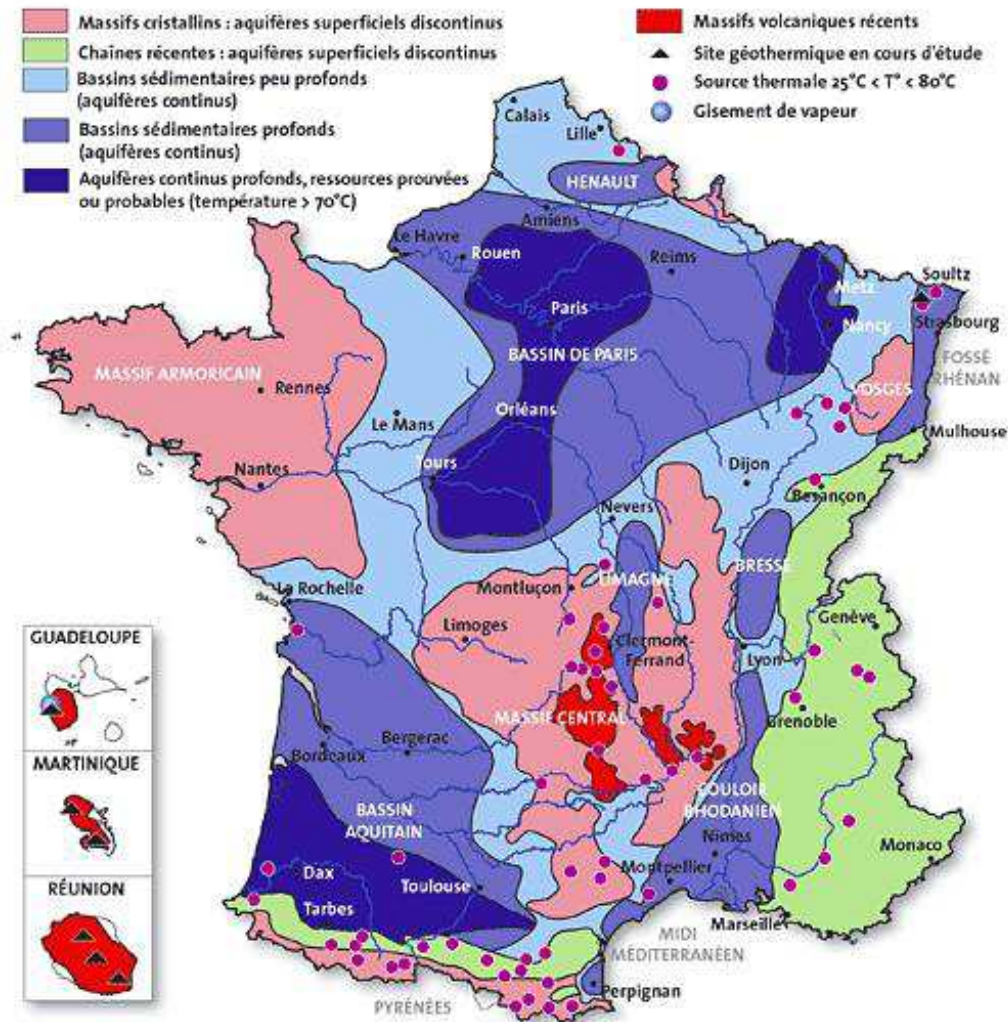 Massifs cristallins : aquifères superficiels discontinus
Chaînes récentes : aquifères superficiels discontinus
Bassins sédimentaires peu profonds
(aquifères continus)
Bassins sédimentaires profonds
(aquifères continus)
Aquifères continus profonds, ressources prouvées
ou probables (température > 70°C)
Massifs volcaniques récents
Site géothermique en cours d'étude
Source thermale 25°C < T° < 80°C
Gisement de vapeur
Calais
Lille
HENAULT
Amiens
Le Havre
Rouen
Reims
Metz
Soultz
Paris
Nancy
Strasbourg
BASSIN DE PARIS
FOSSÉ
RHÉNAN
MASSIF ARMORICAIN
Rennes
VOSGES
Le Mans
Orléans
Mulhouse
Nantes
Tours
Dijon
Besançon
Nevers
BRESSE
La Rochelle
Montluçon
LIMAGNE
Limoges
Genève
Clermont-
Ferrand
Lyon
GUADELOUPE
MASSIF CENTRAL
Grenoble
Bordeaux
Bergerac
MARTINIQUE
BASSIN
AQUITAIN
COULOIR
RHODANIEN
Nimes
Monaco
RÉUNION
Dax
Toulouse
Montpellier
Tarbes
Marseille
MIDI
MÉDITERRANÉEN
Perpignan
PYRÉNÉES